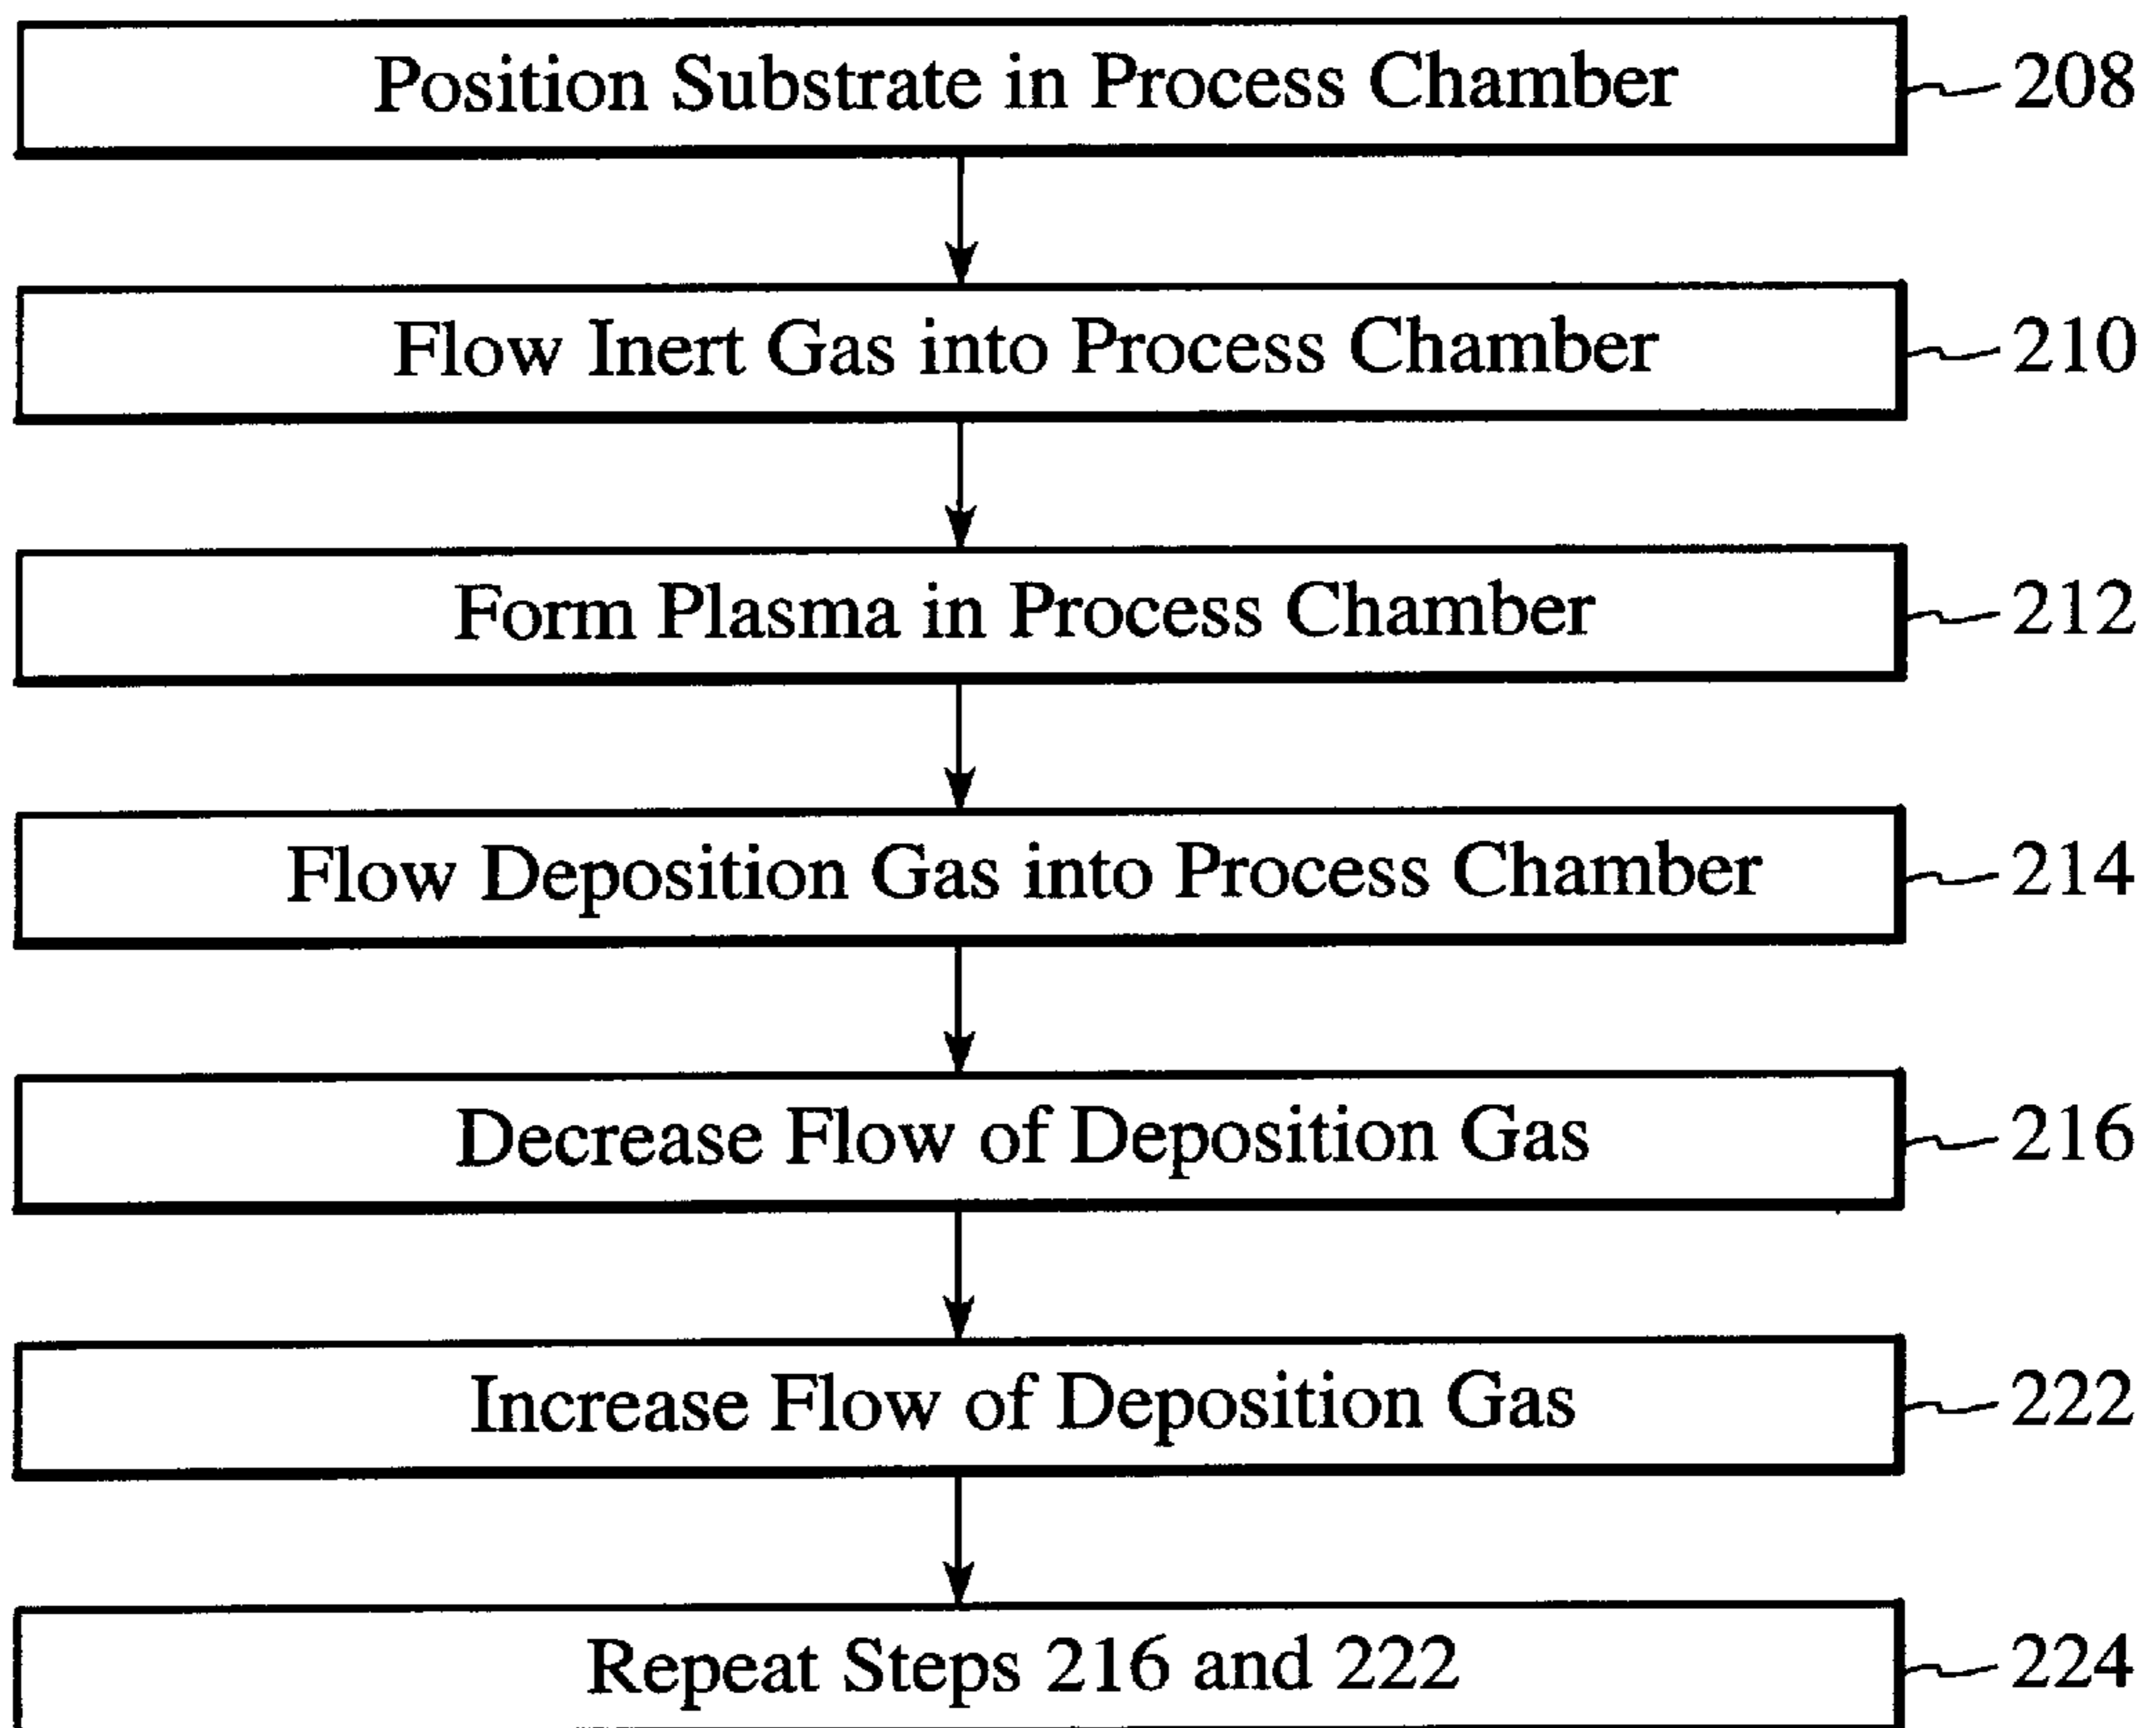 Position Substrate in Process Chamber 208
Flow Inert Gas into Process Chamber 210
Form Plasma in Process Chamber 212
Flow Deposition Gas into Process Chamber 214
Decrease Flow of Deposition Gas 216
Increase Flow of Deposition Gas 222
Repeat Steps 216 and 222 224